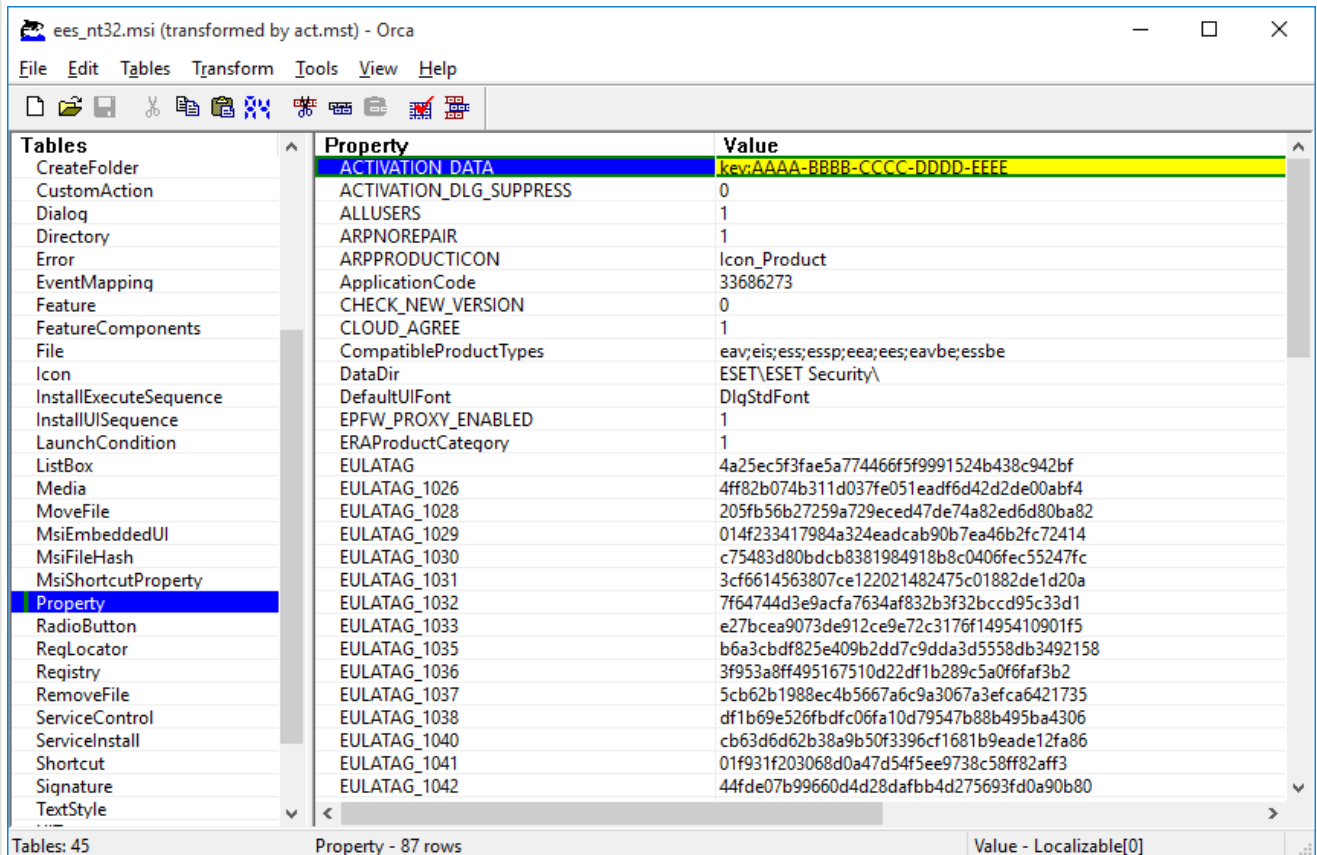 ees_nt32.msi (transformed by act.mst) - Orca
File Edit Tables Transform Tools View Help
Tables
CreateFolder
CustomAction
Dialog
Directory
Error
EventMapping
Feature
FeatureComponents
File
Icon
InstallExecuteSequence
InstallUISequence
LaunchCondition
ListBox
Media
MoveFile
MsiEmbeddedUI
MsiFileHash
MsiShortcutProperty
Property
RadioButton
RegLocator
Registry
RemoveFile
ServiceControl
ServiceInstall
Shortcut
Signature
TextStyle
Property Value
ACTIVATION_DATA key:AAAA-BBBB-CCCC-DDDD-EEEE
ACTIVATION_DLG_SUPPRESS 0
ALLUSERS 1
ARPNOREPAIR 1
ARPPRODUCTICON Icon_Product
ApplicationCode 33686273
CHECK_NEW_VERSION 0
CLOUD_AGREE 1
CompatibleProductTypes eav;eis;ess;essp;eea;ees;eavbe;essbe
DataDir ESET\ESET Security\
DefaultUIFont DlgStdFont
EPFW_PROXY_ENABLED 1
ERAProductCategory 1
EULATAG 4a25ec5f3fae5a774466f5f9991524b438c942bf
EULATAG_1026 4ff82b074b311d037fe051eadf6d42d2de00abf4
EULATAG_1028 205fb56b27259a729eced47de74a82ed6d80ba82
EULATAG_1029 014f233417984a324eadcab90b7ea46b2fc72414
EULATAG_1030 c75483d80bdcb8381984918b8c0406fec55247fc
EULATAG_1031 3cf6614563807ce122021482475c01882de1d20a
EULATAG_1032 7f64744d3e9acfa7634af832b3f32bccd95c33d1
EULATAG_1033 e27bcea9073de912ce9e72c3176f1495410901f5
EULATAG_1035 b6a3cbdf825e409b2dd7c9dda3d5558db3492158
EULATAG_1036 3f953a8ff495167510d22df1b289c5a0f6faf3b2
EULATAG_1037 5cb62b1988ec4b5667a6c9a3067a3efca6421735
EULATAG_1038 df1b69e526fbdfc06fa10d79547b88b495ba4306
EULATAG_1040 cb63d6d62b38a9b50f3396cf1681b9eade12fa86
EULATAG_1041 01f931f203068d0a47d54f5ee9738c58ff82aff3
EULATAG_1042 44fde07b99660d4d28dafbb4d275693fd0a90b80
Tables: 45 Property - 87 rows Value - Localizable[0]